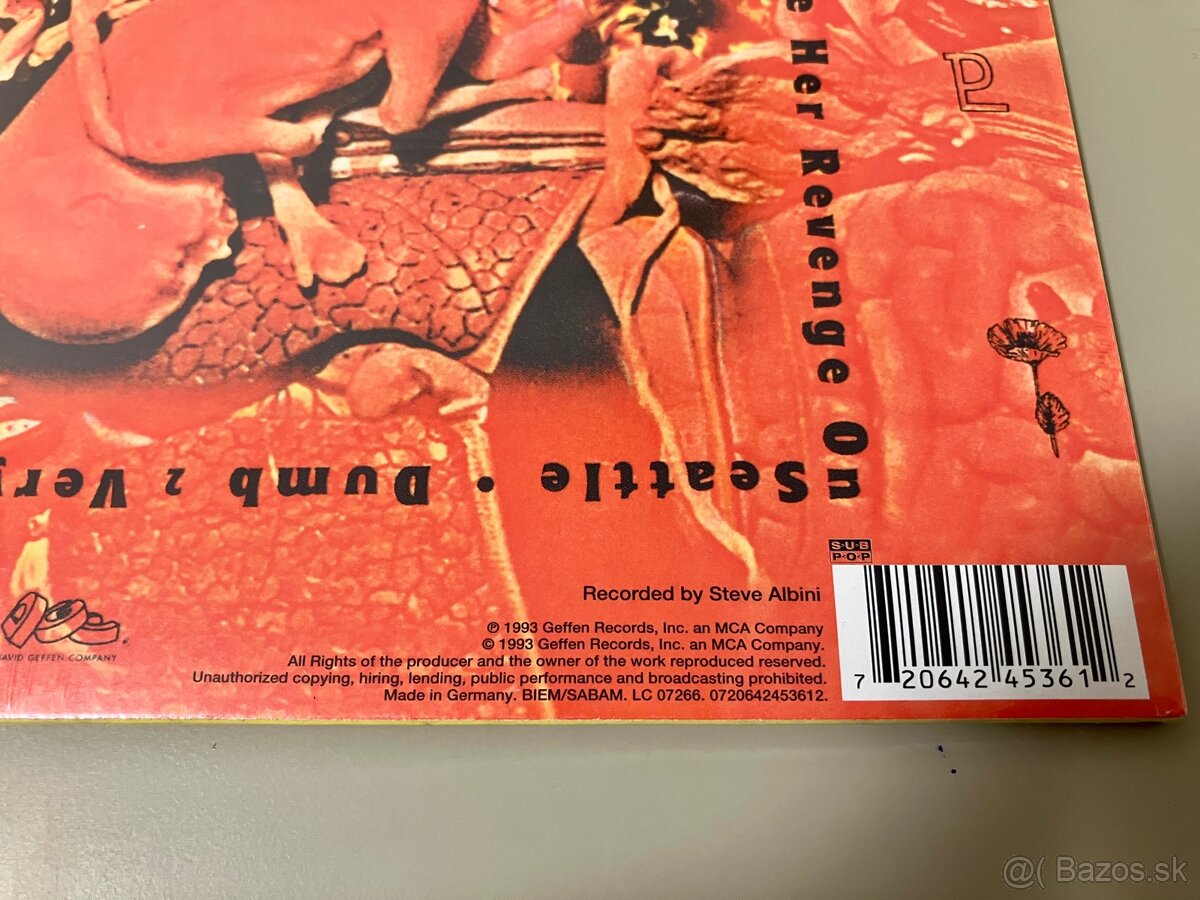 e Her Revenge On
Seattle • Dumb 2 Very
SUB
POP
Recorded by Steve Albini
℗ 1993 Geffen Records, Inc. an MCA Company
© 1993 Geffen Records, Inc. an MCA Company.
All Rights of the producer and the owner of the work reproduced reserved.
Unauthorized copying, hiring, lending, public performance and broadcasting prohibited.
Made in Germany. BIEM/SABAM. LC 07266. 0720642453612.
DAVID GEFFEN COMPANY
7 20642 45361 2
@( Bazos.sk